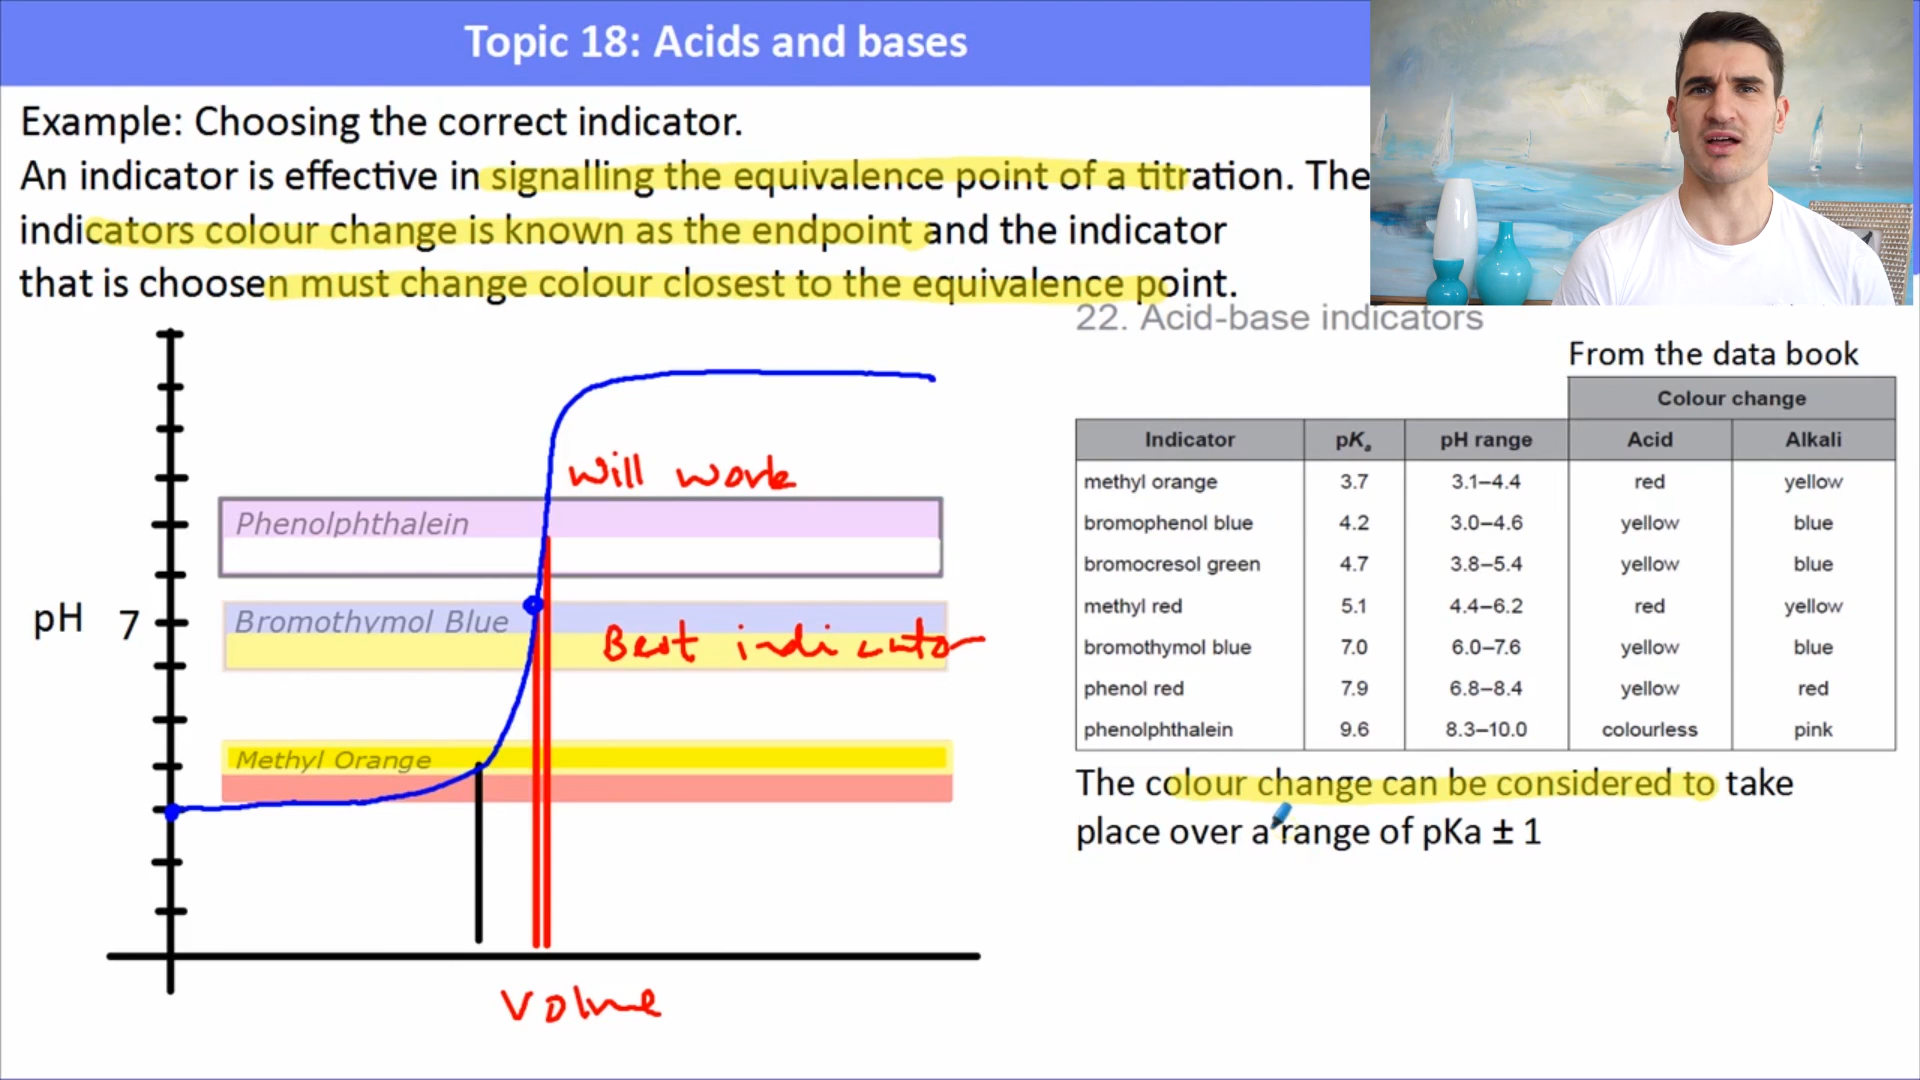 Topic 18: Acids and bases
Example: Choosing the correct indicator.
An indicator is effective in signalling the equivalence point of a titration. The
indicators colour change is known as the endpoint and the indicator
that is choosen must change colour closest to the equivalence point.
22. Acid-base indicators
From the data book
Colour change
Indicator pKa pH range Acid Alkali
methyl orange 3.7 3.1–4.4 red yellow
bromophenol blue 4.2 3.0–4.6 yellow blue
bromocresol green 4.7 3.8–5.4 yellow blue
methyl red 5.1 4.4–6.2 red yellow
bromothymol blue 7.0 6.0–7.6 yellow blue
phenol red 7.9 6.8–8.4 yellow red
phenolphthalein 9.6 8.3–10.0 colourless pink
The colour change can be considered to take
place over a range of pKa ± 1
will work
Phenolphthalein
pH 7
Bromothymol Blue
Best indicator
Methyl Orange
Volume